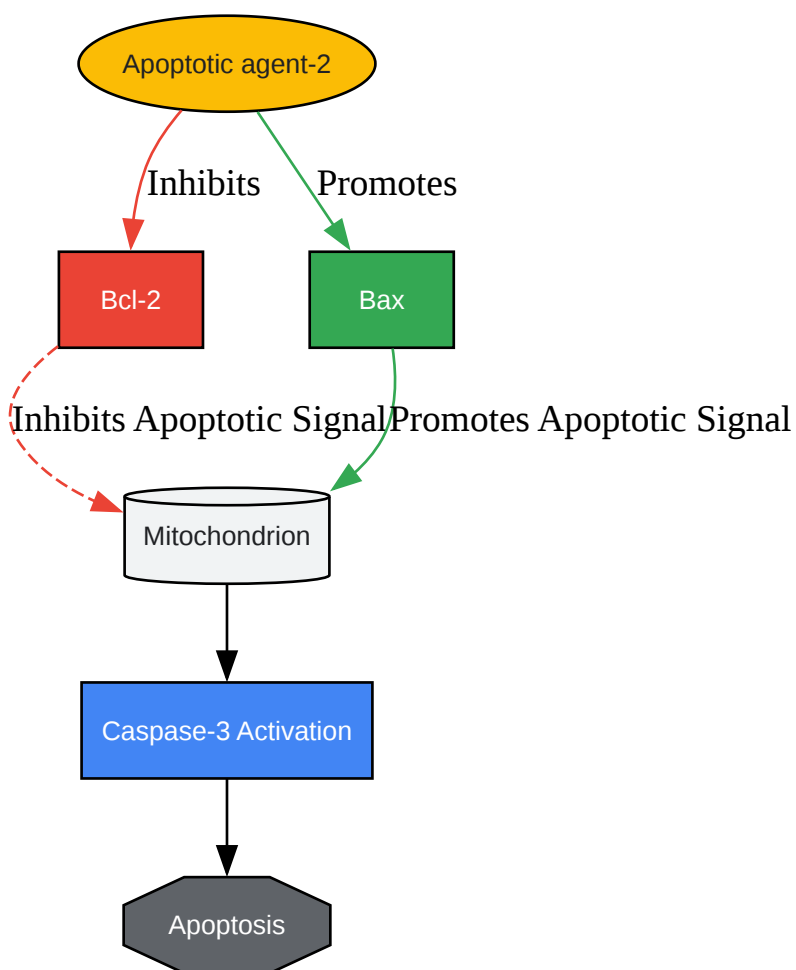 Apoptotic agent-2
Inhibits
Promotes
Bcl-2
Bax
Inhibits Apoptotic Signal
Promotes Apoptotic Signal
Mitochondrion
Caspase-3 Activation
Apoptosis